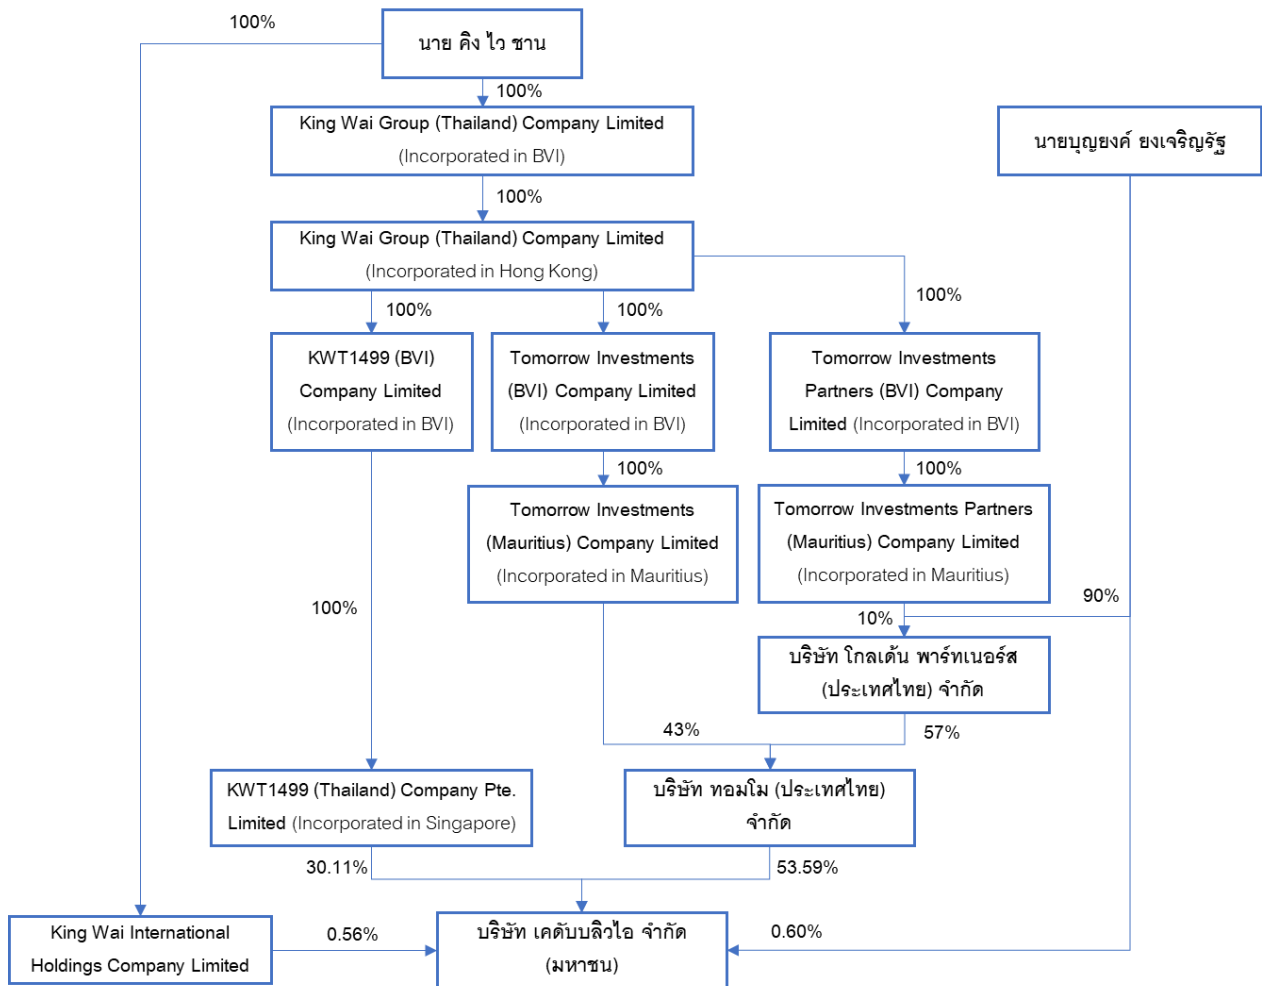 100%
นาย คิง ไว ชาน
100%
King Wai Group (Thailand) Company Limited
(Incorporated in BVI)
นายบุญยงค์ ยงเจริญรัฐ
100%
King Wai Group (Thailand) Company Limited
(Incorporated in Hong Kong)
100%
100%
100%
KWT1499 (BVI)
Company Limited
(Incorporated in BVI)
Tomorrow Investments
(BVI) Company Limited
(Incorporated in BVI)
Tomorrow Investments
Partners (BVI) Company
Limited (Incorporated in BVI)
100%
100%
Tomorrow Investments
(Mauritius) Company Limited
(Incorporated in Mauritius)
Tomorrow Investments Partners
(Mauritius) Company Limited
(Incorporated in Mauritius)
100%
10%
90%
บริษัท โกลเด้น พาร์ทเนอร์ส
(ประเทศไทย) จำกัด
43%
57%
KWT1499 (Thailand) Company Pte.
Limited (Incorporated in Singapore)
บริษัท ทอมโม (ประเทศไทย)
จำกัด
30.11%
53.59%
King Wai International
Holdings Company Limited
0.56%
บริษัท เคดับบลิวไอ จำกัด
(มหาชน)
0.60%